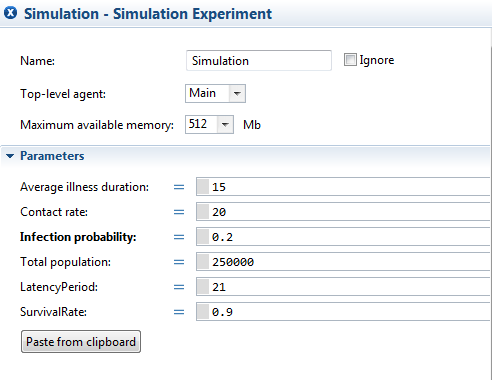 Simulation - Simulation Experiment
Name: Simulation Ignore
Top-level agent: Main
Maximum available memory: 512 Mb
Parameters
Average illness duration: = 15
Contact rate: = 20
Infection probability: = 0.2
Total population: = 250000
LatencyPeriod: = 21
SurvivalRate: = 0.9
Paste from clipboard